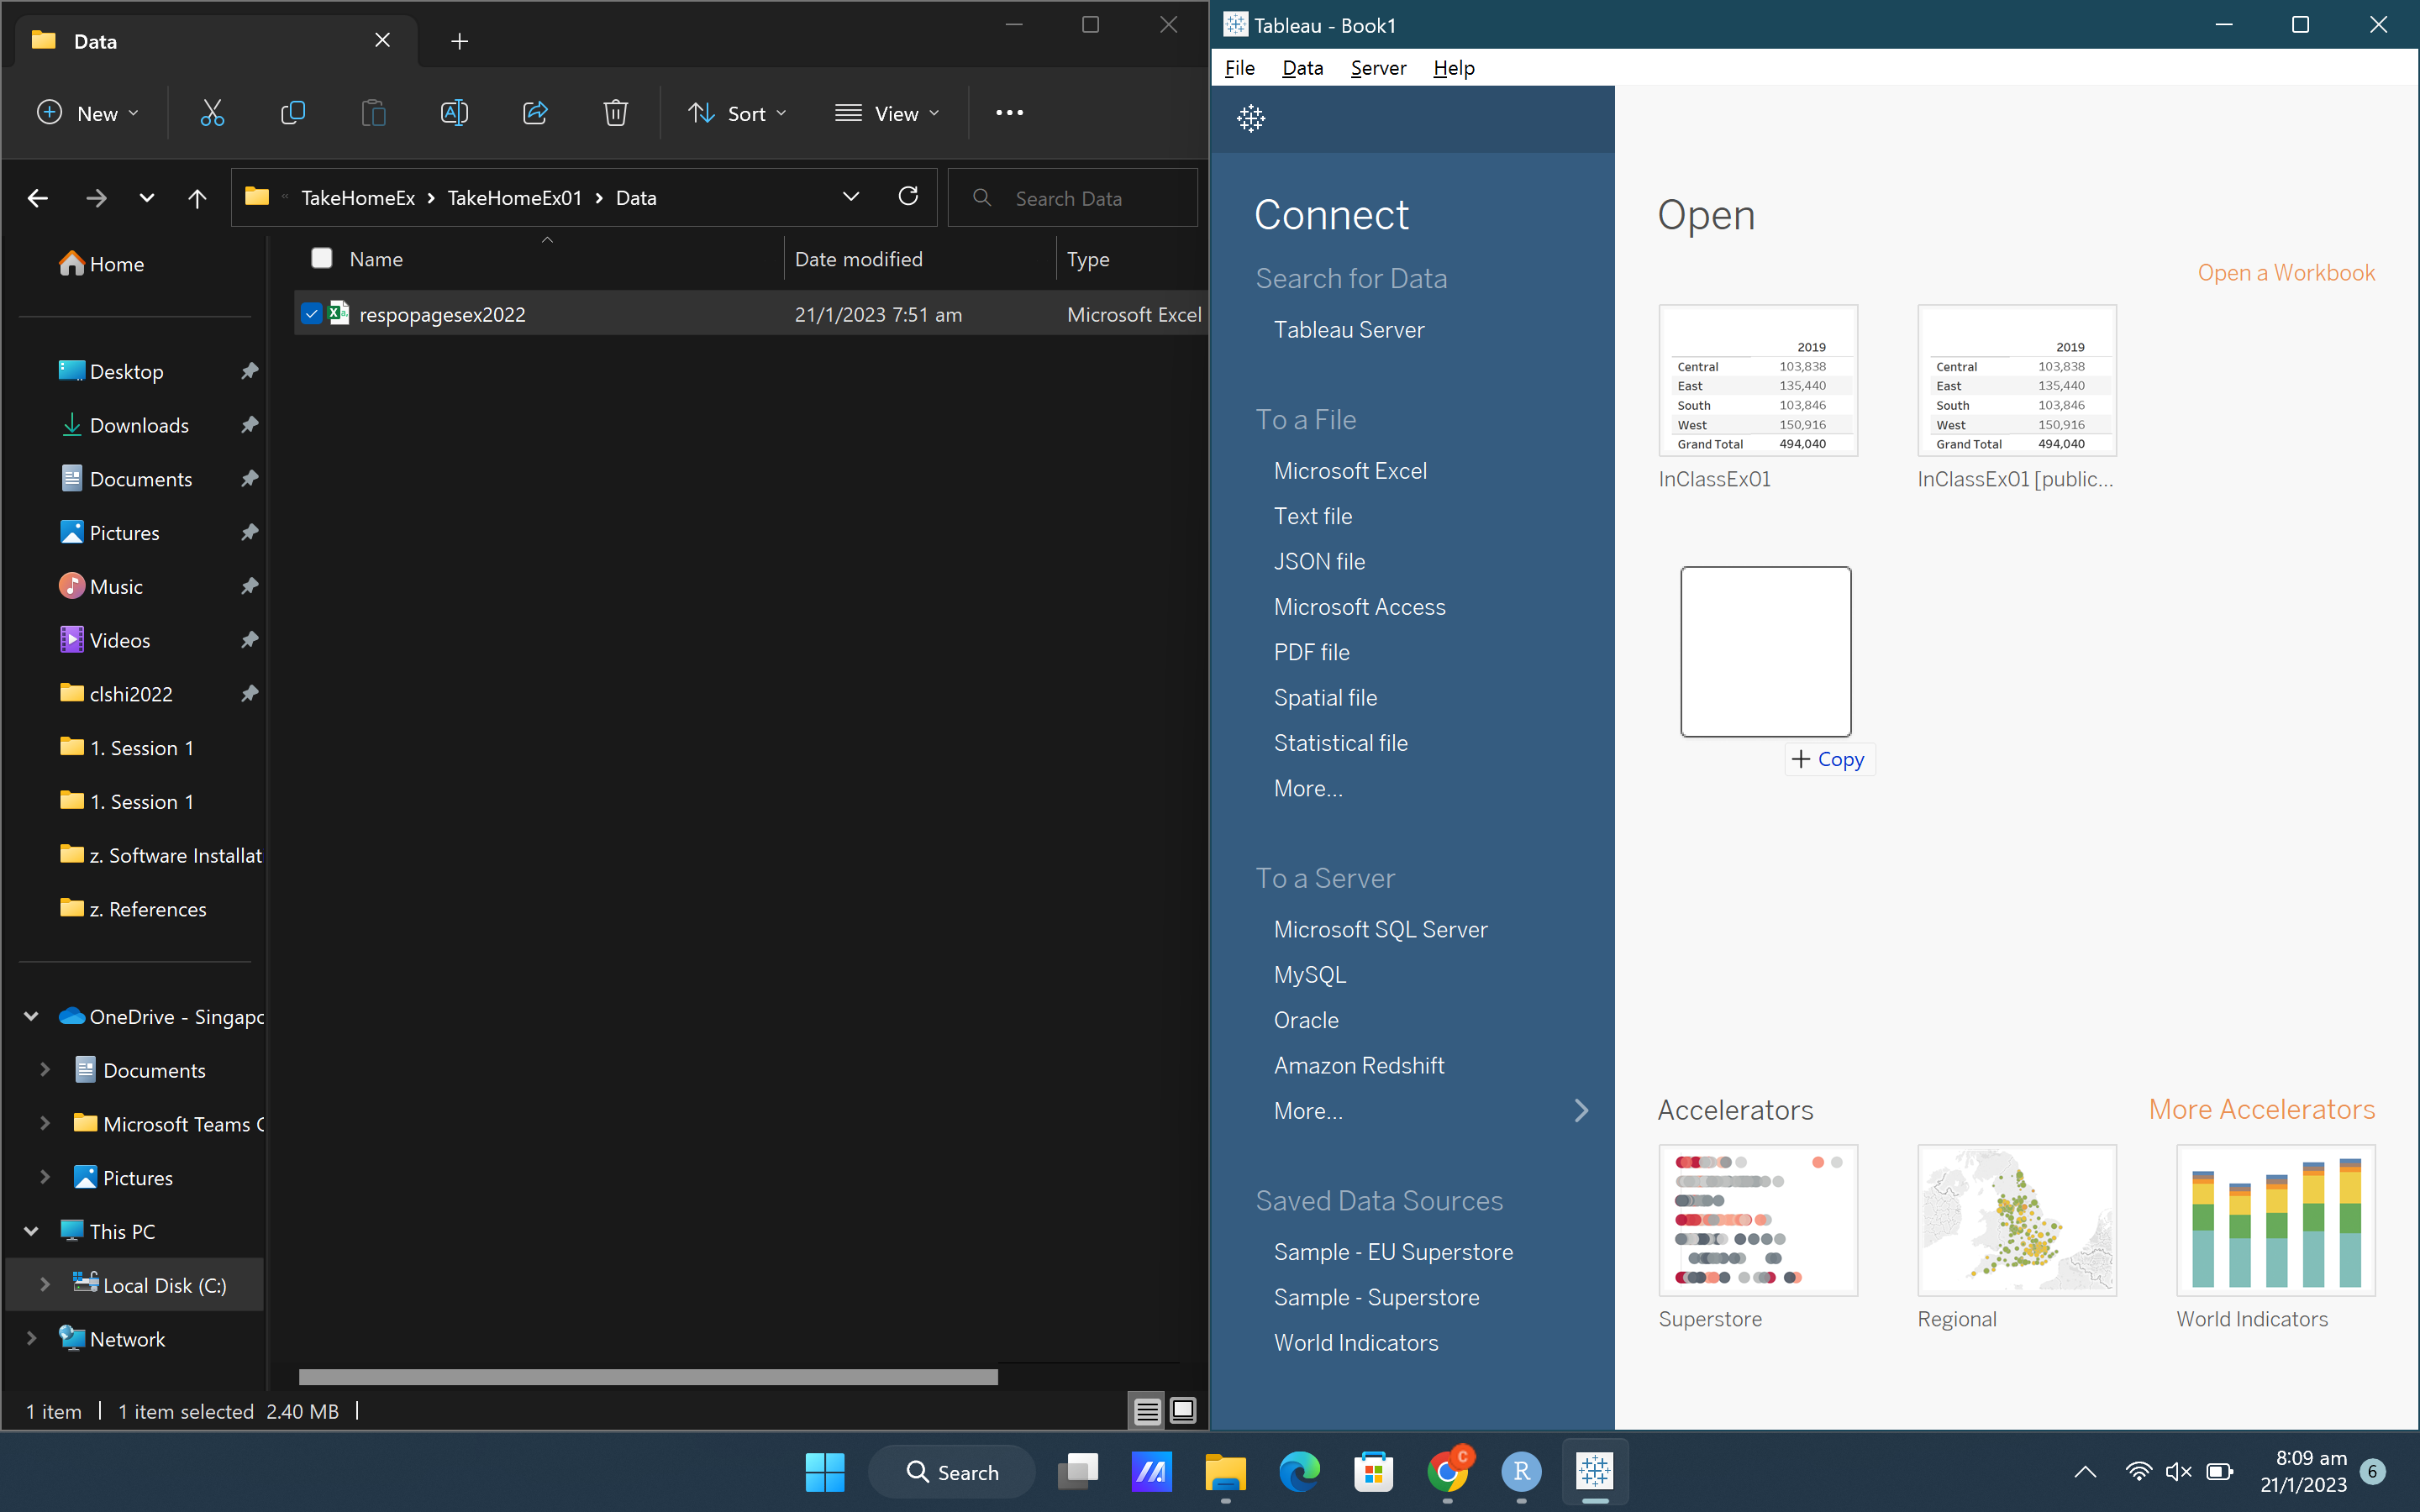 Data
New
Sort
View
TakeHomeEx
TakeHomeEx01
Data
Search Data
Name
Date modified
Type
respopagesex2022
21/1/2023 7:51 am
Microsoft Excel
Home
Desktop
Downloads
Documents
Pictures
Music
Videos
clshi2022
1. Session 1
1. Session 1
z. Software Installat
z. References
OneDrive - Singapo
Documents
Microsoft Teams C
Pictures
This PC
Local Disk (C:)
Network
1 item
1 item selected 2.40 MB
Tableau - Book1
File Data Server Help
Connect
Search for Data
Tableau Server
To a File
Microsoft Excel
Text file
JSON file
Microsoft Access
PDF file
Spatial file
Statistical file
More...
To a Server
Microsoft SQL Server
MySQL
Oracle
Amazon Redshift
More...
Saved Data Sources
Sample - EU Superstore
Sample - Superstore
World Indicators
Open
Open a Workbook
2019
Central 103,838
East 135,440
South 103,846
West 150,916
Grand Total 494,040
InClassEx01
2019
Central 103,838
East 135,440
South 103,846
West 150,916
Grand Total 494,040
InClassEx01 [public...
+ Copy
Accelerators
More Accelerators
Superstore
Regional
World Indicators
Search
C
R
8:09 am
21/1/2023
6